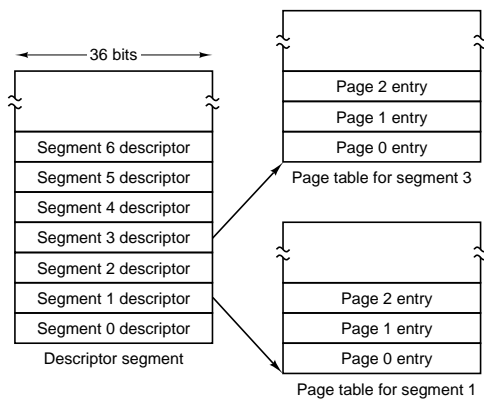 36 bits
Segment 6 descriptor
Segment 5 descriptor
Segment 4 descriptor
Segment 3 descriptor
Segment 2 descriptor
Segment 1 descriptor
Segment 0 descriptor
Descriptor segment
Page 2 entry
Page 1 entry
Page 0 entry
Page table for segment 3
Page 2 entry
Page 1 entry
Page 0 entry
Page table for segment 1